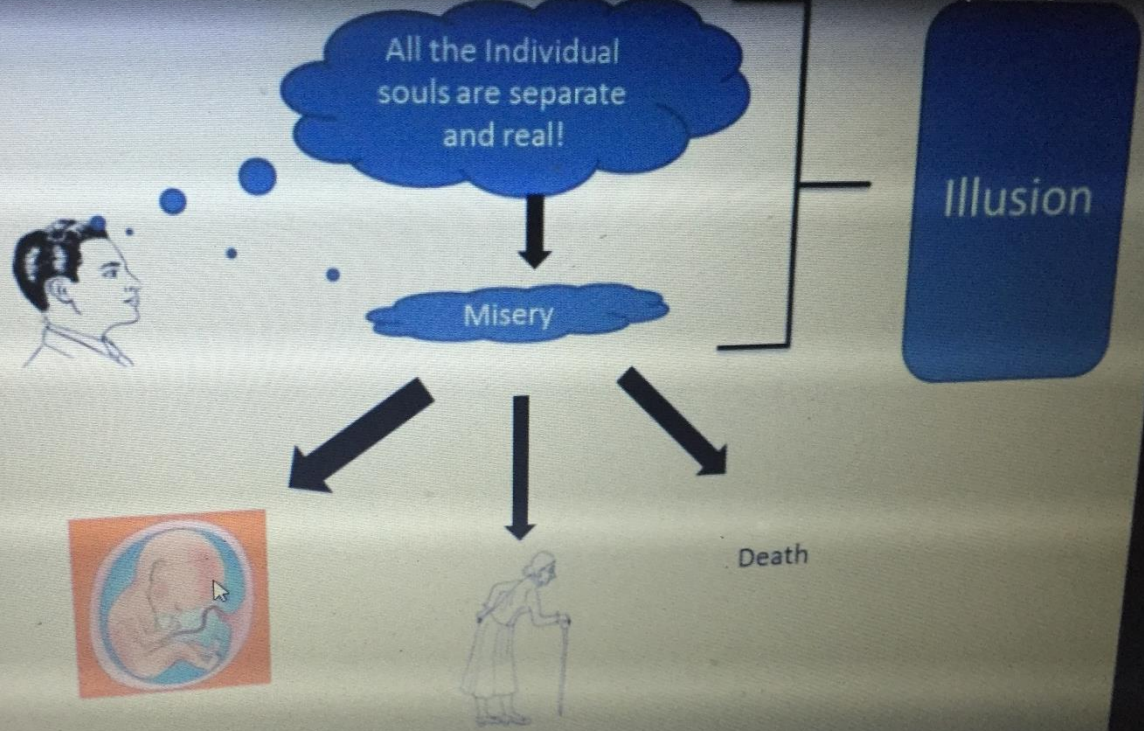 All the Individual
souls are separate
and real!
Illusion
Misery
Death